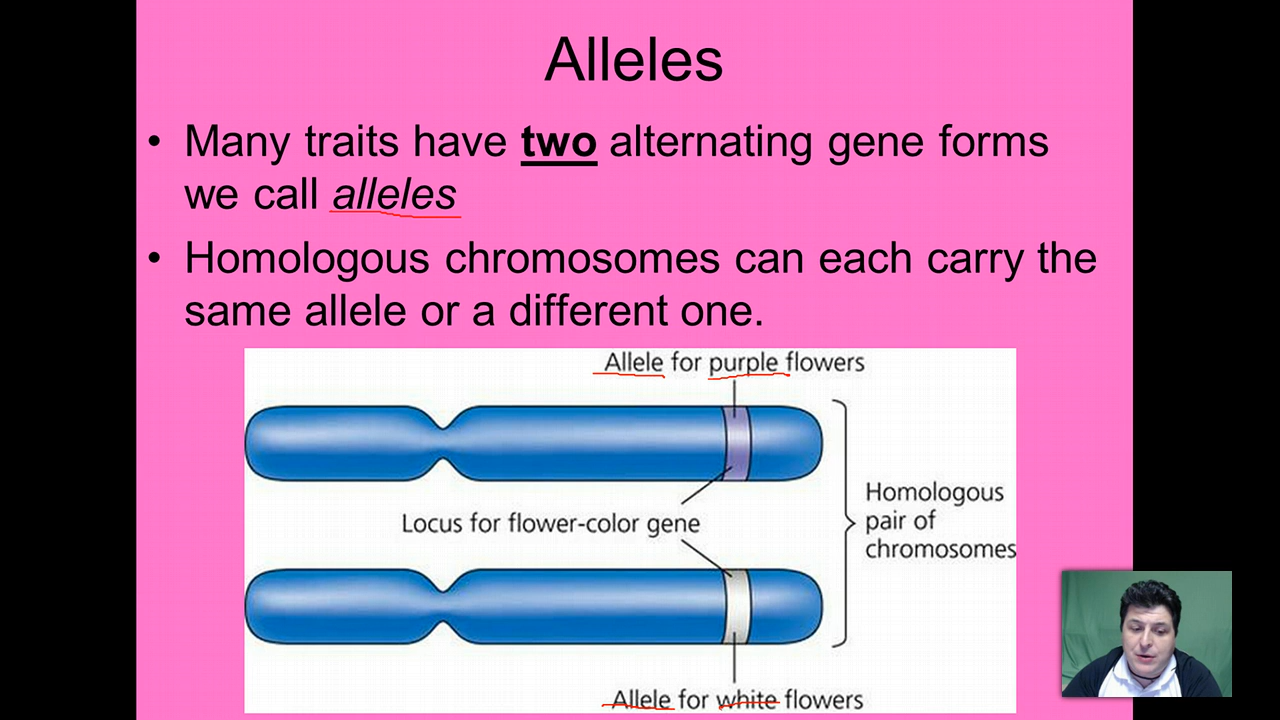 Alleles
• Many traits have two alternating gene forms
we call alleles
• Homologous chromosomes can each carry the
same allele or a different one.
Allele for purple flowers
Locus for flower-color gene
Homologous
pair of
chromosomes
Allele for white flowers